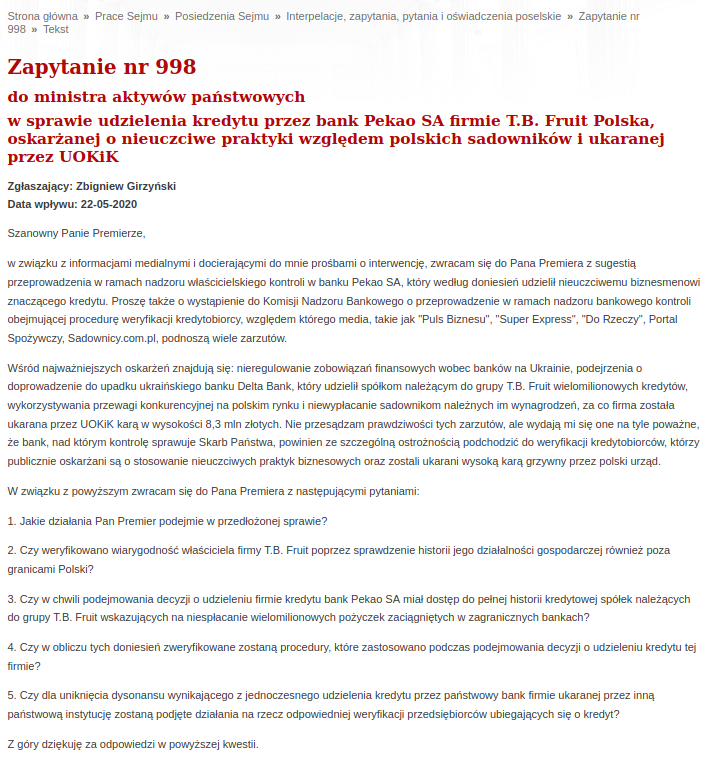 Strona główna » Prace Sejmu » Posiedzenia Sejmu » Interpelacje, zapytania, pytania i oświadczenia poselskie » Zapytanie nr
998 » Tekst
Zapytanie nr 998
do ministra aktywów państwowych
w sprawie udzielenia kredytu przez bank Pekao SA firmie T.B. Fruit Polska,
oskarżanej o nieuczciwe praktyki względem polskich sadowników i ukaranej
przez UOKiK
Zgłaszający: Zbigniew Girzyński
Data wpływu: 22-05-2020
Szanowny Panie Premierze,
w związku z informacjami medialnymi i docierającymi do mnie prośbami o interwencję, zwracam się do Pana Premiera z sugestią
przeprowadzenia w ramach nadzoru właścicielskiego kontroli w banku Pekao SA, który według doniesień udzielił nieuczciwemu biznesmenowi
znaczącego kredytu. Proszę także o wystąpienie do Komisji Nadzoru Bankowego o przeprowadzenie w ramach nadzoru bankowego kontroli
obejmującej procedurę weryfikacji kredytobiorcy, względem którego media, takie jak "Puls Biznesu", "Super Express", "Do Rzeczy", Portal
Spożywczy, Sadownicy.com.pl, podnoszą wiele zarzutów.
Wśród najważniejszych oskarżeń znajdują się: nieregulowanie zobowiązań finansowych wobec banków na Ukrainie, podejrzenia o
doprowadzenie do upadku ukraińskiego banku Delta Bank, który udzielił spółkom należącym do grupy T.B. Fruit wielomilionowych kredytów,
wykorzystywania przewagi konkurencyjnej na polskim rynku i niewypłacanie sadownikom należnych im wynagrodzeń, za co firma została
ukarana przez UOKiK karą w wysokości 8,3 mln złotych. Nie przesądzam prawdziwości tych zarzutów, ale wydają mi się one na tyle poważne,
że bank, nad którym kontrolę sprawuje Skarb Państwa, powinien ze szczególną ostrożnością podchodzić do weryfikacji kredytobiorców, którzy
publicznie oskarżani są o stosowanie nieuczciwych praktyk biznesowych oraz zostali ukarani wysoką karą grzywny przez polski urząd.
W związku z powyższym zwracam się do Pana Premiera z następującymi pytaniami:
1. Jakie działania Pan Premier podejmie w przedłożonej sprawie?
2. Czy weryfikowano wiarygodność właściciela firmy T.B. Fruit poprzez sprawdzenie historii jego działalności gospodarczej również poza
granicami Polski?
3. Czy w chwili podejmowania decyzji o udzieleniu firmie kredytu bank Pekao SA miał dostęp do pełnej historii kredytowej spółek należących
do grupy T.B. Fruit wskazujących na niespłacanie wielomilionowych pożyczek zaciągniętych w zagranicznych bankach?
4. Czy w obliczu tych doniesień zweryfikowane zostaną procedury, które zastosowano podczas podejmowania decyzji o udzieleniu kredytu tej
firmie?
5. Czy dla uniknięcia dysonansu wynikającego z jednoczesnego udzielenia kredytu przez państwowy bank firmie ukaranej przez inną
państwową instytucję zostaną podjęte działania na rzecz odpowiedniej weryfikacji przedsiębiorców ubiegających się o kredyt?
Z góry dziękuję za odpowiedzi w powyższej kwestii.